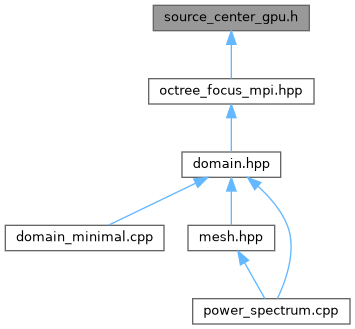 source_center_gpu.h
octree_focus_mpi.hpp
domain.hpp
domain_minimal.cpp
mesh.hpp
power_spectrum.cpp